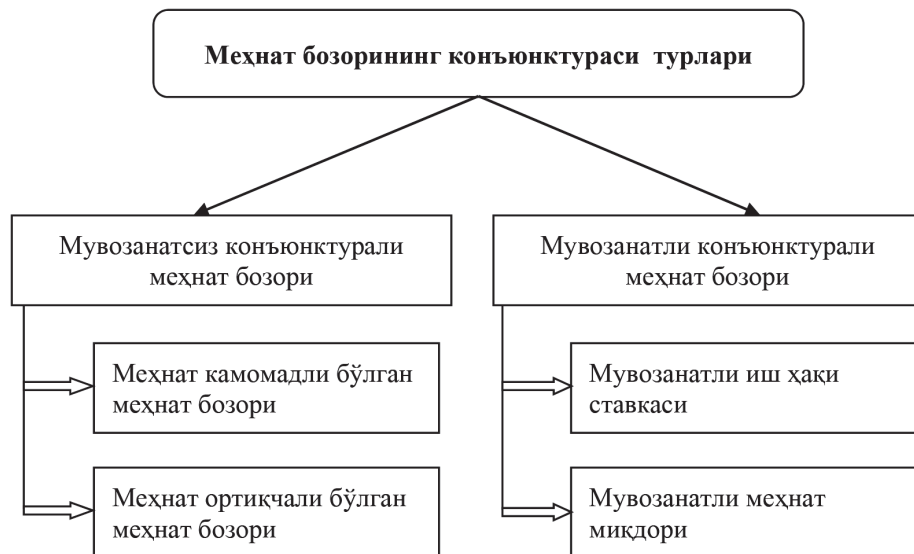 Меҳнат бозорининг конъюнктураси турлари
Мувозанатсиз конъюнктурали
меҳнат бозори
Меҳнат камомадли бўлган
меҳнат бозори
Меҳнат ортиқчали бўлган
меҳнат бозори
Мувозанатли конъюнктурали
меҳнат бозори
Мувозанатли иш ҳақи
ставкаси
Мувозанатли меҳнат
миқдори